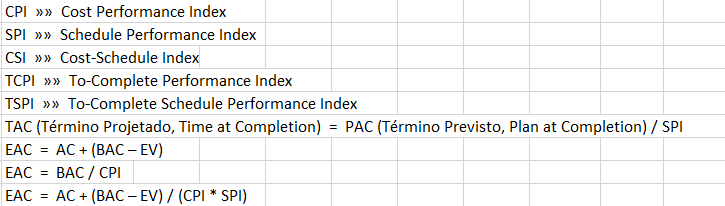 CPI »» Cost Performance Index
SPI »» Schedule Performance Index
CSI »» Cost-Schedule Index
TCPI »» To-Complete Performance Index
TSPI »» To-Complete Schedule Performance Index
TAC (Término Projetado, Time at Completion) = PAC (Término Previsto, Plan at Completion) / SPI
EAC = AC + (BAC – EV)
EAC = BAC / CPI
EAC = AC + (BAC – EV) / (CPI * SPI)